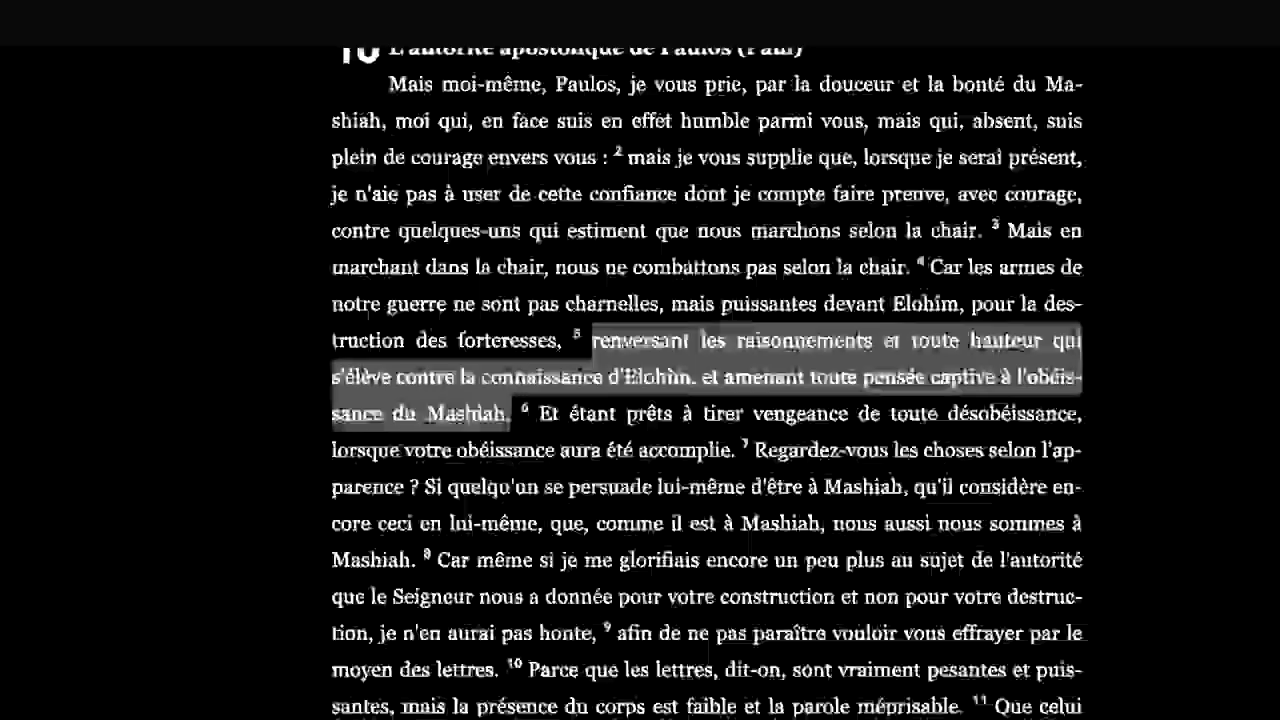 10 L'autorité apostolique de Paulos (Paul)
Mais moi-même, Paulos, je vous prie, par la douceur et la bonté du Ma-
shiah, moi qui, en face suis en effet humble parmi vous, mais qui, absent, suis
plein de courage envers vous : 2 mais je vous supplie que, lorsque je serai présent,
je n'aie pas à user de cette confiance dont je compte faire preuve, avec courage,
contre quelques-uns qui estiment que nous marchons selon la chair. 3 Mais en
marchant dans la chair, nous ne combattons pas selon la chair. 4 Car les armes de
notre guerre ne sont pas charnelles, mais puissantes devant Elohîm, pour la des-
truction des forteresses, 5 renversant les raisonnements et toute hauteur qui
s'élève contre la connaissance d'Elohîm, et amenant toute pensée captive à l'obéis-
sance du Mashiah. 6 Et étant prêts à tirer vengeance de toute désobéissance,
lorsque votre obéissance aura été accomplie. 7 Regardez-vous les choses selon l'ap-
parence ? Si quelqu'un se persuade lui-même d'être à Mashiah, qu'il considère en-
core ceci en lui-même, que, comme il est à Mashiah, nous aussi nous sommes à
Mashiah. 8 Car même si je me glorifiais encore un peu plus au sujet de l'autorité
que le Seigneur nous a donnée pour votre construction et non pour votre destruc-
tion, je n'en aurai pas honte, 9 afin de ne pas paraître vouloir vous effrayer par le
moyen des lettres. 10 Parce que les lettres, dit-on, sont vraiment pesantes et puis-
santes, mais la présence du corps est faible et la parole méprisable. 11 Que celui